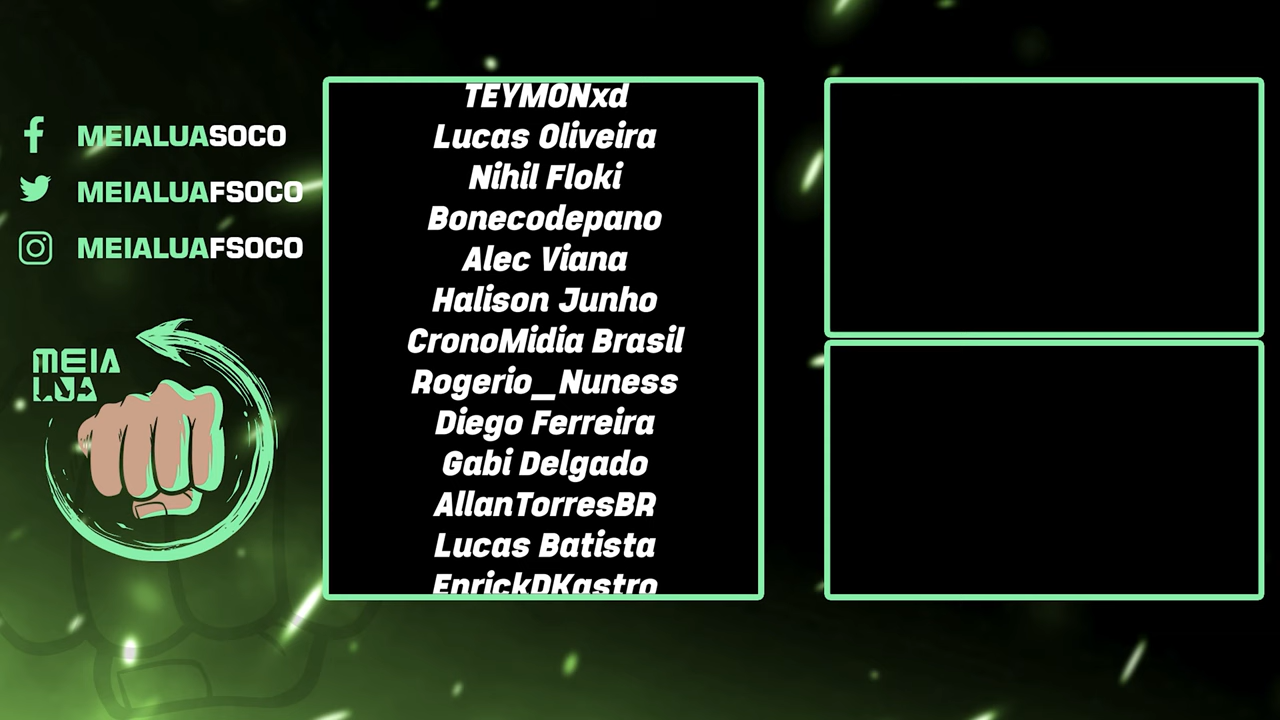 MEIALUASOCO
MEIALUAFSOCO
MEIALUAFSOCO
MEIA
LUA
TEYMONxd
Lucas Oliveira
Nihil Floki
Bonecodepano
Alec Viana
Halison Junho
CronoMidia Brasil
Rogerio_Nuness
Diego Ferreira
Gabi Delgado
AllanTorresBR
Lucas Batista
EnrickDKastro